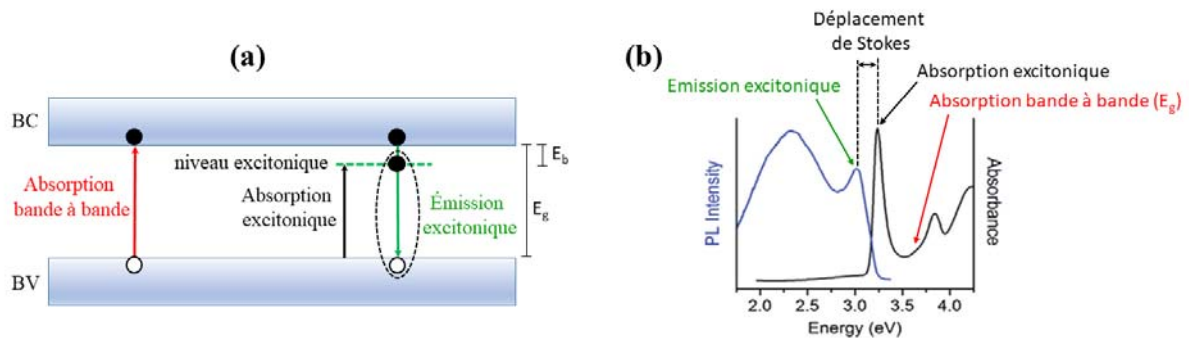 (a)
BC
niveau excitonique
E_b
Absorption
bande à bande
Absorption
excitonique
Émission
excitonique
E_g
BV
(b)
Déplacement
de Stokes
Emission excitonique
Absorption excitonique
Absorption bande à bande (E_g)
PL Intensity
Absorbance
2.0 2.5 3.0 3.5 4.0
Energy (eV)